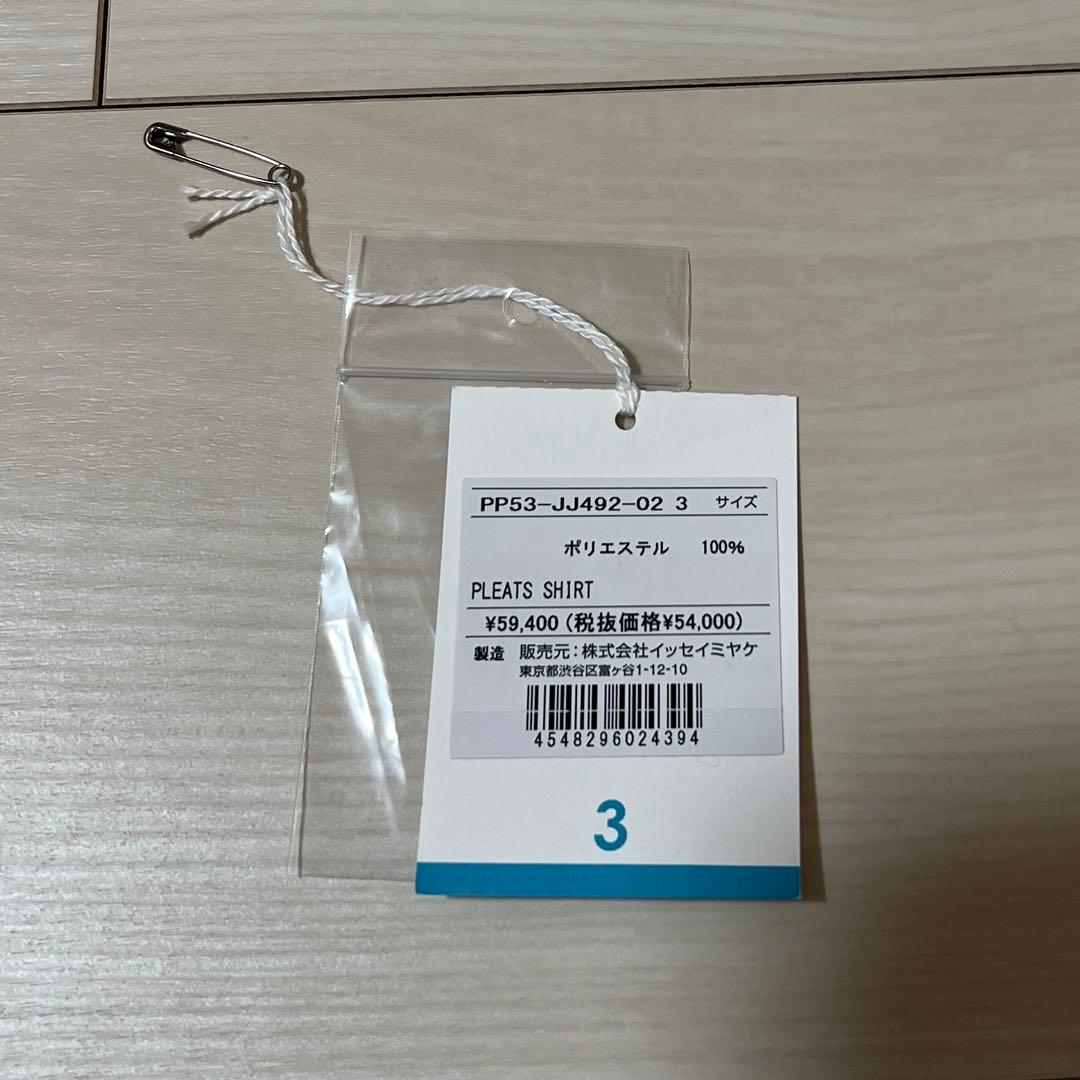 PP53-JJ492-02 3 サイズ
ポリエステル 100%
PLEATS SHIRT
¥59,400 (税抜価格¥54,000)
製造 販売元:株式会社イッセイミヤケ
東京都渋谷区富ヶ谷1-12-10
4548296024394
3